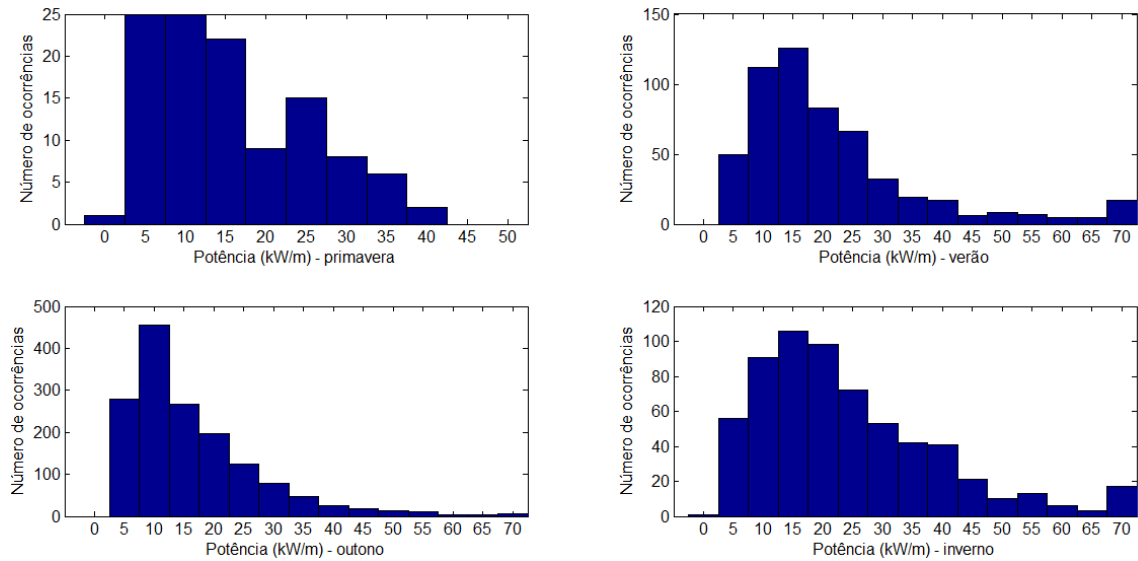 Número de ocorrências
25
20
15
10
5
0
0 5 10 15 20 25 30 35 40 45 50
Potência (kW/m) - primavera
Número de ocorrências
150
100
50
0
0 5 10 15 20 25 30 35 40 45 50 55 60 65 70
Potência (kW/m) - verão
Número de ocorrências
500
400
300
200
100
0
0 5 10 15 20 25 30 35 40 45 50 55 60 65 70
Potência (kW/m) - outono
Número de ocorrências
120
100
80
60
40
20
0
0 5 10 15 20 25 30 35 40 45 50 55 60 65 70
Potência (kW/m) - inverno